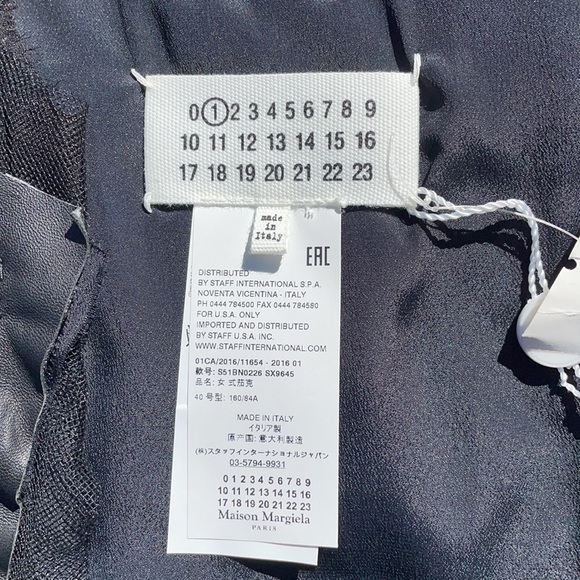 0 1 2 3 4 5 6 7 8 9
10 11 12 13 14 15 16
17 18 19 20 21 22 23
made
in
Italy
EAC
DISTRIBUTED
BY STAFF INTERNATIONAL S.P.A.
NOVENTA VICENTINA - ITALY
PH 0444 784500 FAX 0444 784580
FOR U.S.A. ONLY
IMPORTED AND DISTRIBUTED
BY STAFF U.S.A. INC.
WWW.STAFFINTERNATIONAL.COM
01CA/2016/11654 - 2016 01
款号: S51BN0226 SX9645
品名: 女式茄克
40 号型: 160/84A
MADE IN ITALY
イタリア製
原产国: 意大利製造
(株)スタッフインターナショナルジャパン
03-5794-9931
0 1 2 3 4 5 6 7 8 9
10 11 12 13 14 15 16
17 18 19 20 21 22 23
Maison Margiela
PARIS